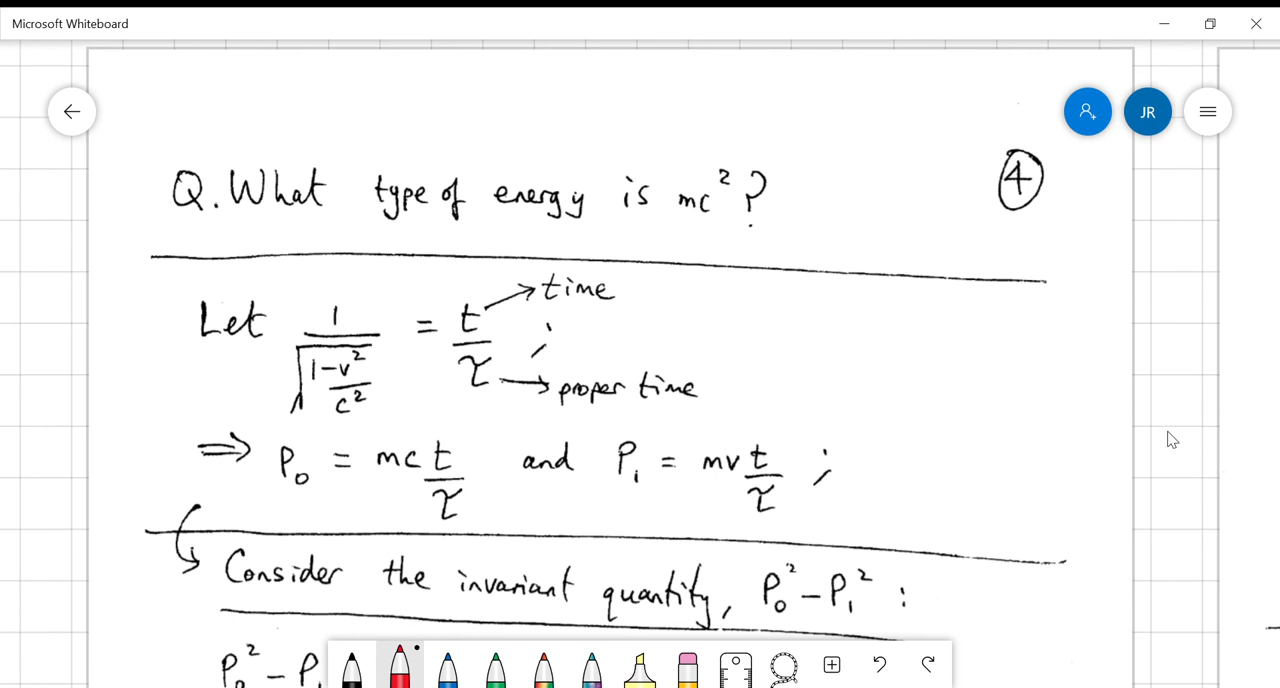 Microsoft Whiteboard
JR
Q. What type of energy is mc²?
④
Let 1/√(1-v²/c²) = t/τ ;
→ time
→ proper time
⇒ P₀ = mc t/τ and P₁ = mv t/τ ;
↳ Consider the invariant quantity, P₀² - P₁² :
P₀² - P